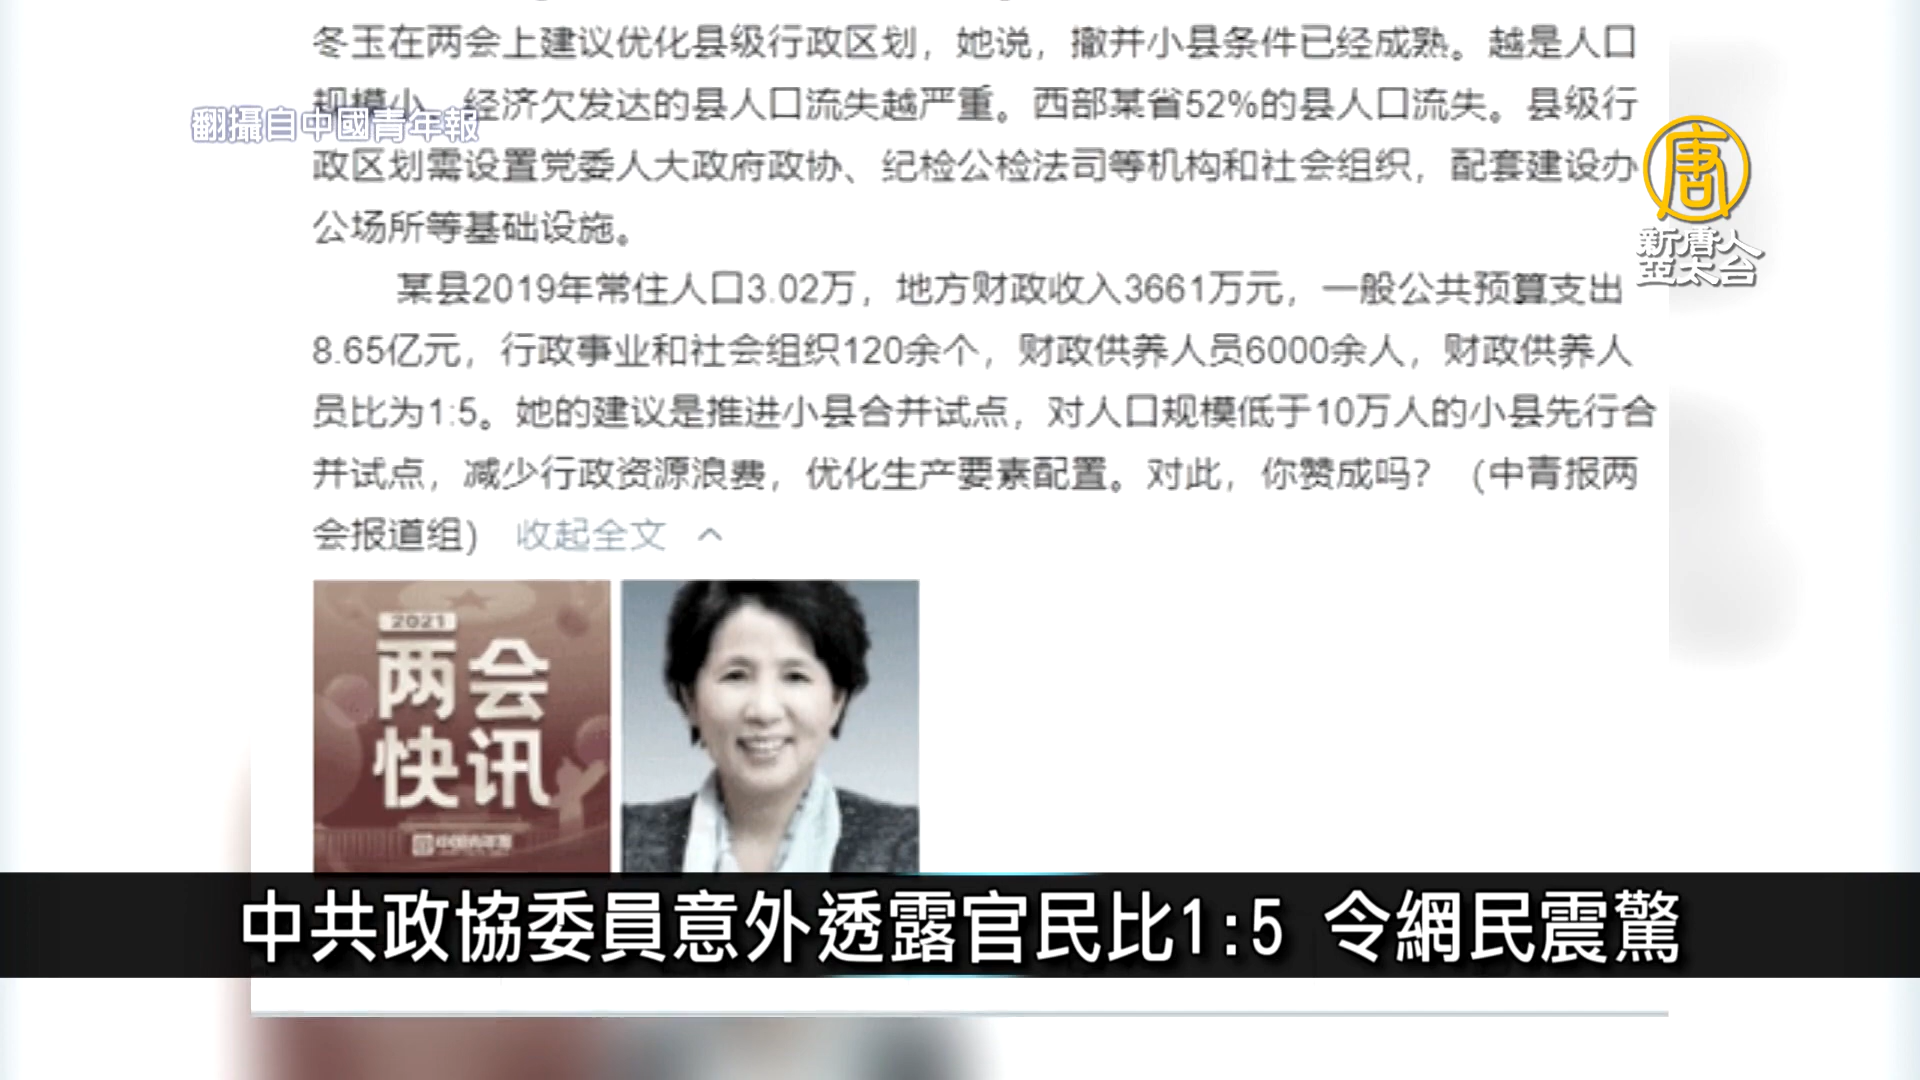 冬玉在两会上建议优化县级行政区划，她说，撤并小县条件已经成熟。越是人口
规模小、经济欠发达的县人口流失越严重。西部某省52%的县人口流失。县级行
翻攝自中國青年報
政区划需设置党委人大政府政协、纪检公检法司等机构和社会组织，配套建设办
公场所等基础设施。
唐
新唐人
亞太台
某县2019年常住人口3.02万，地方财政收入3661万元，一般公共预算支出
8.65亿元，行政事业和社会组织120余个，财政供养人员6000余人，财政供养人
员比为1:5。她的建议是推进小县合并试点，对人口规模低于10万人的小县先行合
并试点，减少行政资源浪费，优化生产要素配置。对此，你赞成吗？（中青报两
会报道组） 收起全文
2021
两会
快讯
中国青年报
中共政協委員意外透露官民比1:5 令網民震驚